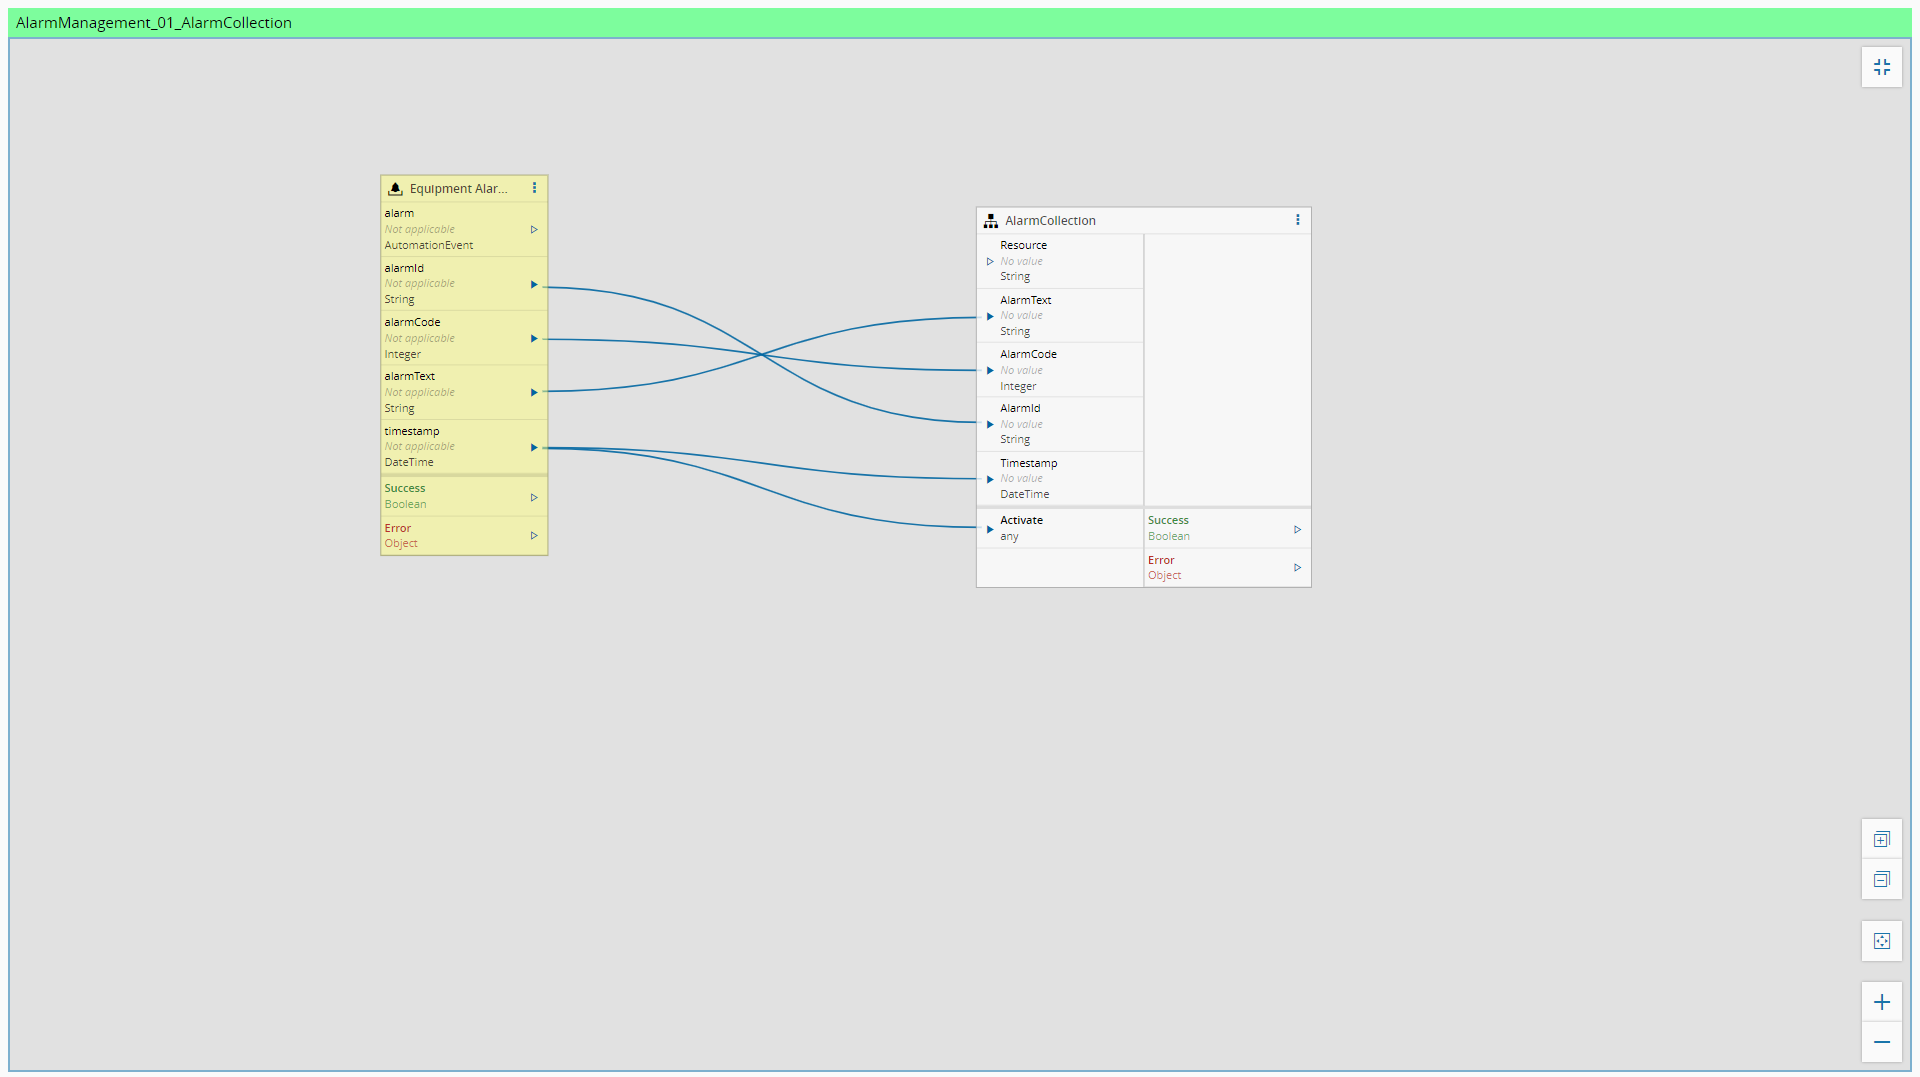 AlarmManagement_01_AlarmCollection
Equipment Alar...
alarm
Not applicable
AutomationEvent
alarmId
Not applicable
String
alarmCode
Not applicable
Integer
alarmText
Not applicable
String
timestamp
Not applicable
DateTime
Success
Boolean
Error
Object
AlarmCollection
Resource
No value
String
AlarmText
No value
String
AlarmCode
No value
Integer
AlarmId
No value
String
Timestamp
No value
DateTime
Activate
any
Success
Boolean
Error
Object